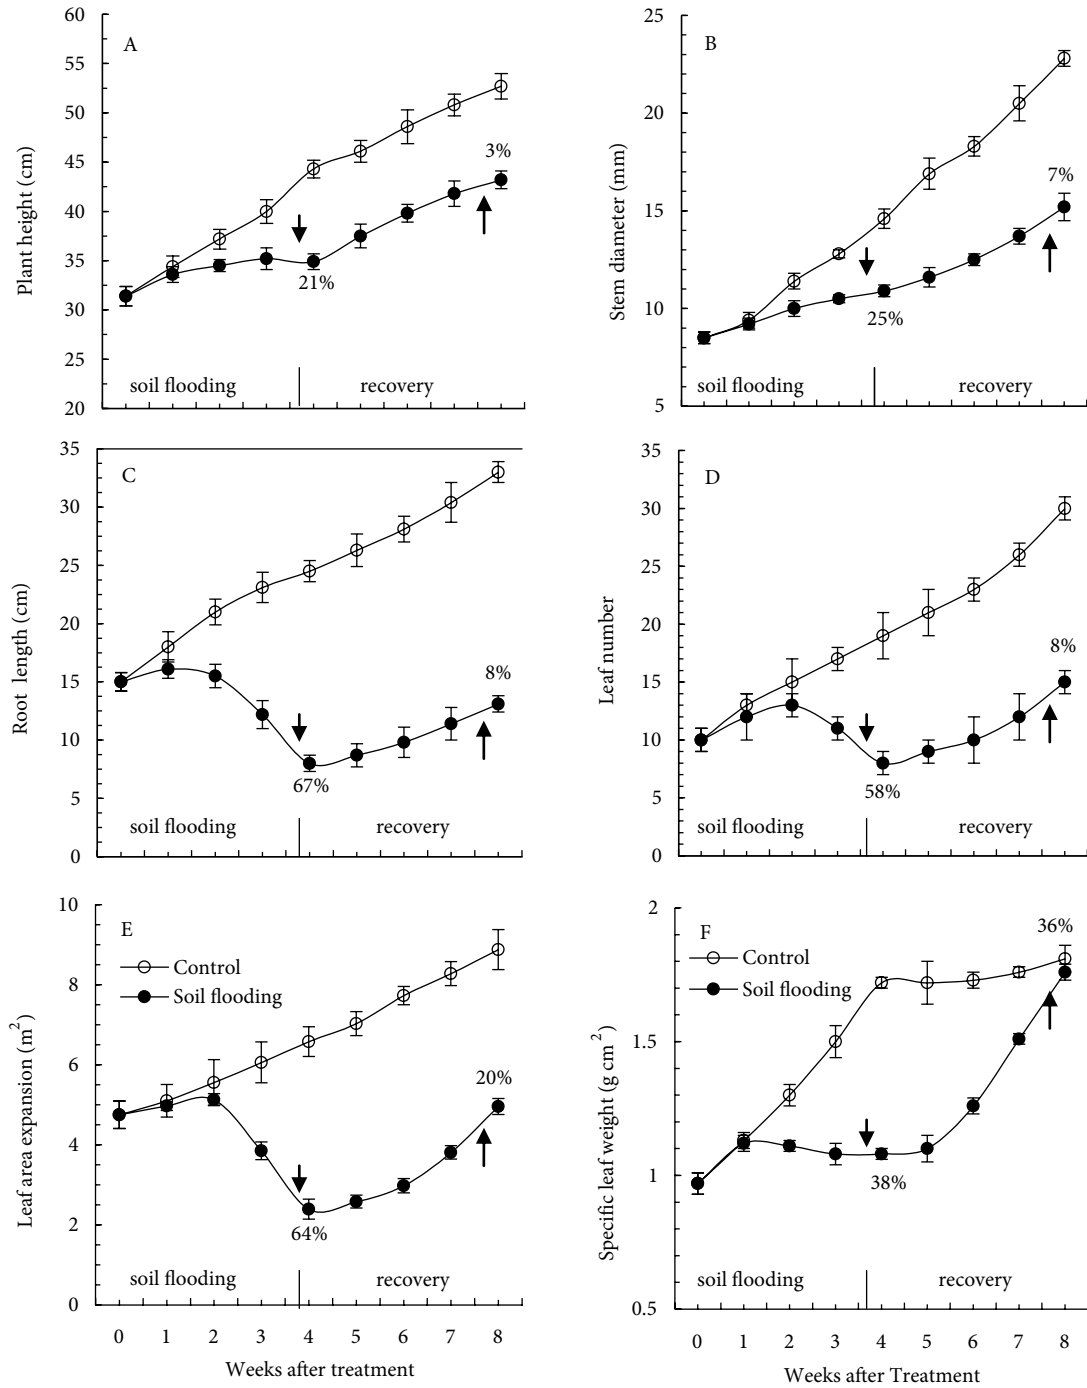 A
Plant height (cm)
60
55
50
45
40
35
30
25
20
3%
21%
soil flooding
recovery
B
Stem diameter (mm)
25
20
15
10
5
7%
25%
soil flooding
recovery
C
Root length (cm)
35
30
25
20
15
10
5
0
8%
67%
soil flooding
recovery
D
Leaf number
35
30
25
20
15
10
5
0
8%
58%
soil flooding
recovery
E
Control
Soil flooding
Leaf area expansion (m²)
10
8
6
4
2
0
20%
64%
soil flooding
recovery
0 1 2 3 4 5 6 7 8
Weeks after treatment
F
Control
Soil flooding
Specific leaf weight (g cm²)
2
1.5
1
0.5
36%
38%
soil flooding
recovery
0 1 2 3 4 5 6 7 8
Weeks after Treatment